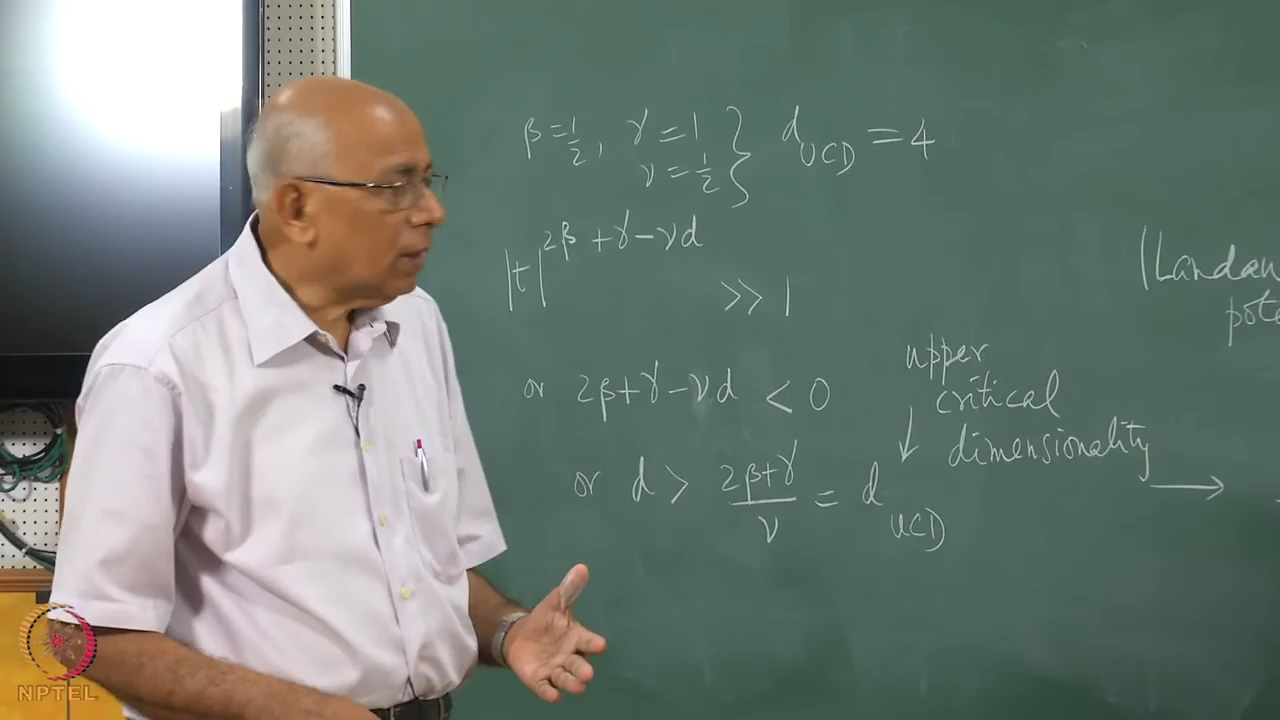 β = 1/2, γ = 1 } d_UCD = 4
ν = 1/2
|t|^{2β + γ − νd} >> 1
or 2β + γ − νd < 0
upper
critical
dimensionality →
or d > (2β + γ)/ν = d_UCD
|Landau
NPTEL